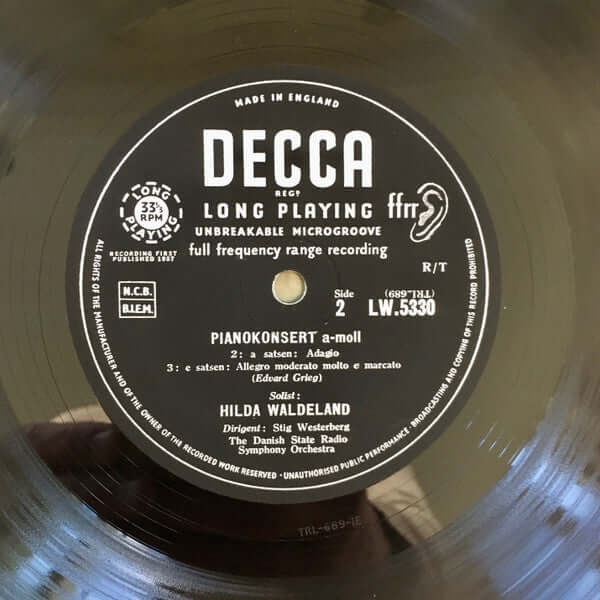 MADE IN ENGLAND
DECCA
REGD
LONG PLAYING
33⅓
RPM
LONG PLAYING
ffrr
UNBREAKABLE MICROGROOVE
full frequency range recording
RECORDING FIRST
PUBLISHED 1957
R/T
N.C.B.
B.I.E.M.
Side
2
(TRL-689)
LW.5330
PIANOKONSERT a-moll
2: a satsen: Adagio
3: e satsen: Allegro moderato molto e marcato
(Edvard Grieg)
Solist:
HILDA WALDELAND
Dirigent: Stig Westerberg
The Danish State Radio
Symphony Orchestra
ALL RIGHTS OF THE MANUFACTURER AND OF THE OWNER OF THE RECORDED WORK RESERVED · UNAUTHORISED PUBLIC PERFORMANCE · BROADCASTING AND COPYING OF THIS RECORD PROHIBITED
TRL-689-1E